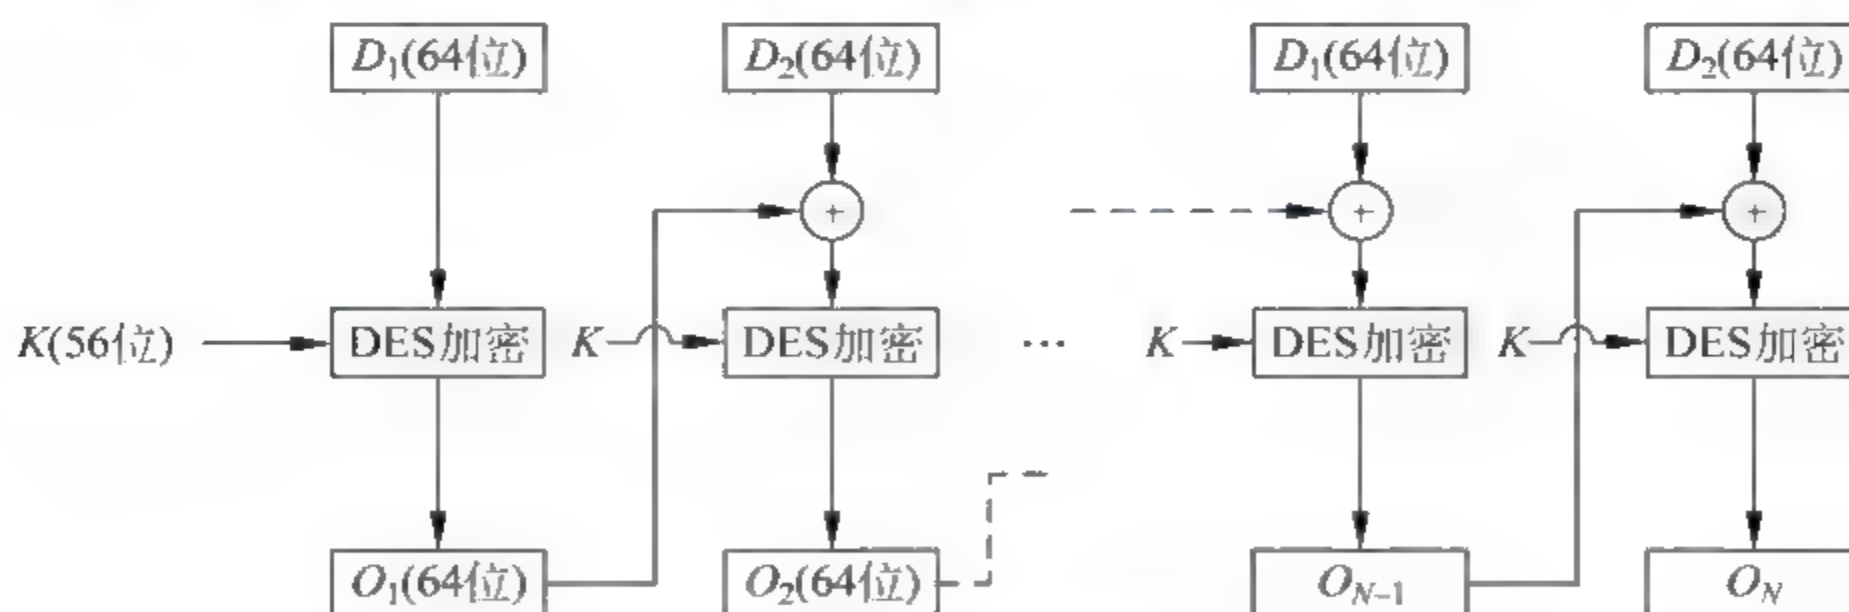 D₁(64位) D₂(64位) D₁(64位) D₂(64位)
+ + +
K(56位) DES加密 K DES加密 ... K DES加密 K DES加密
O₁(64位) O₂(64位) Oₙ₋₁ Oₙ